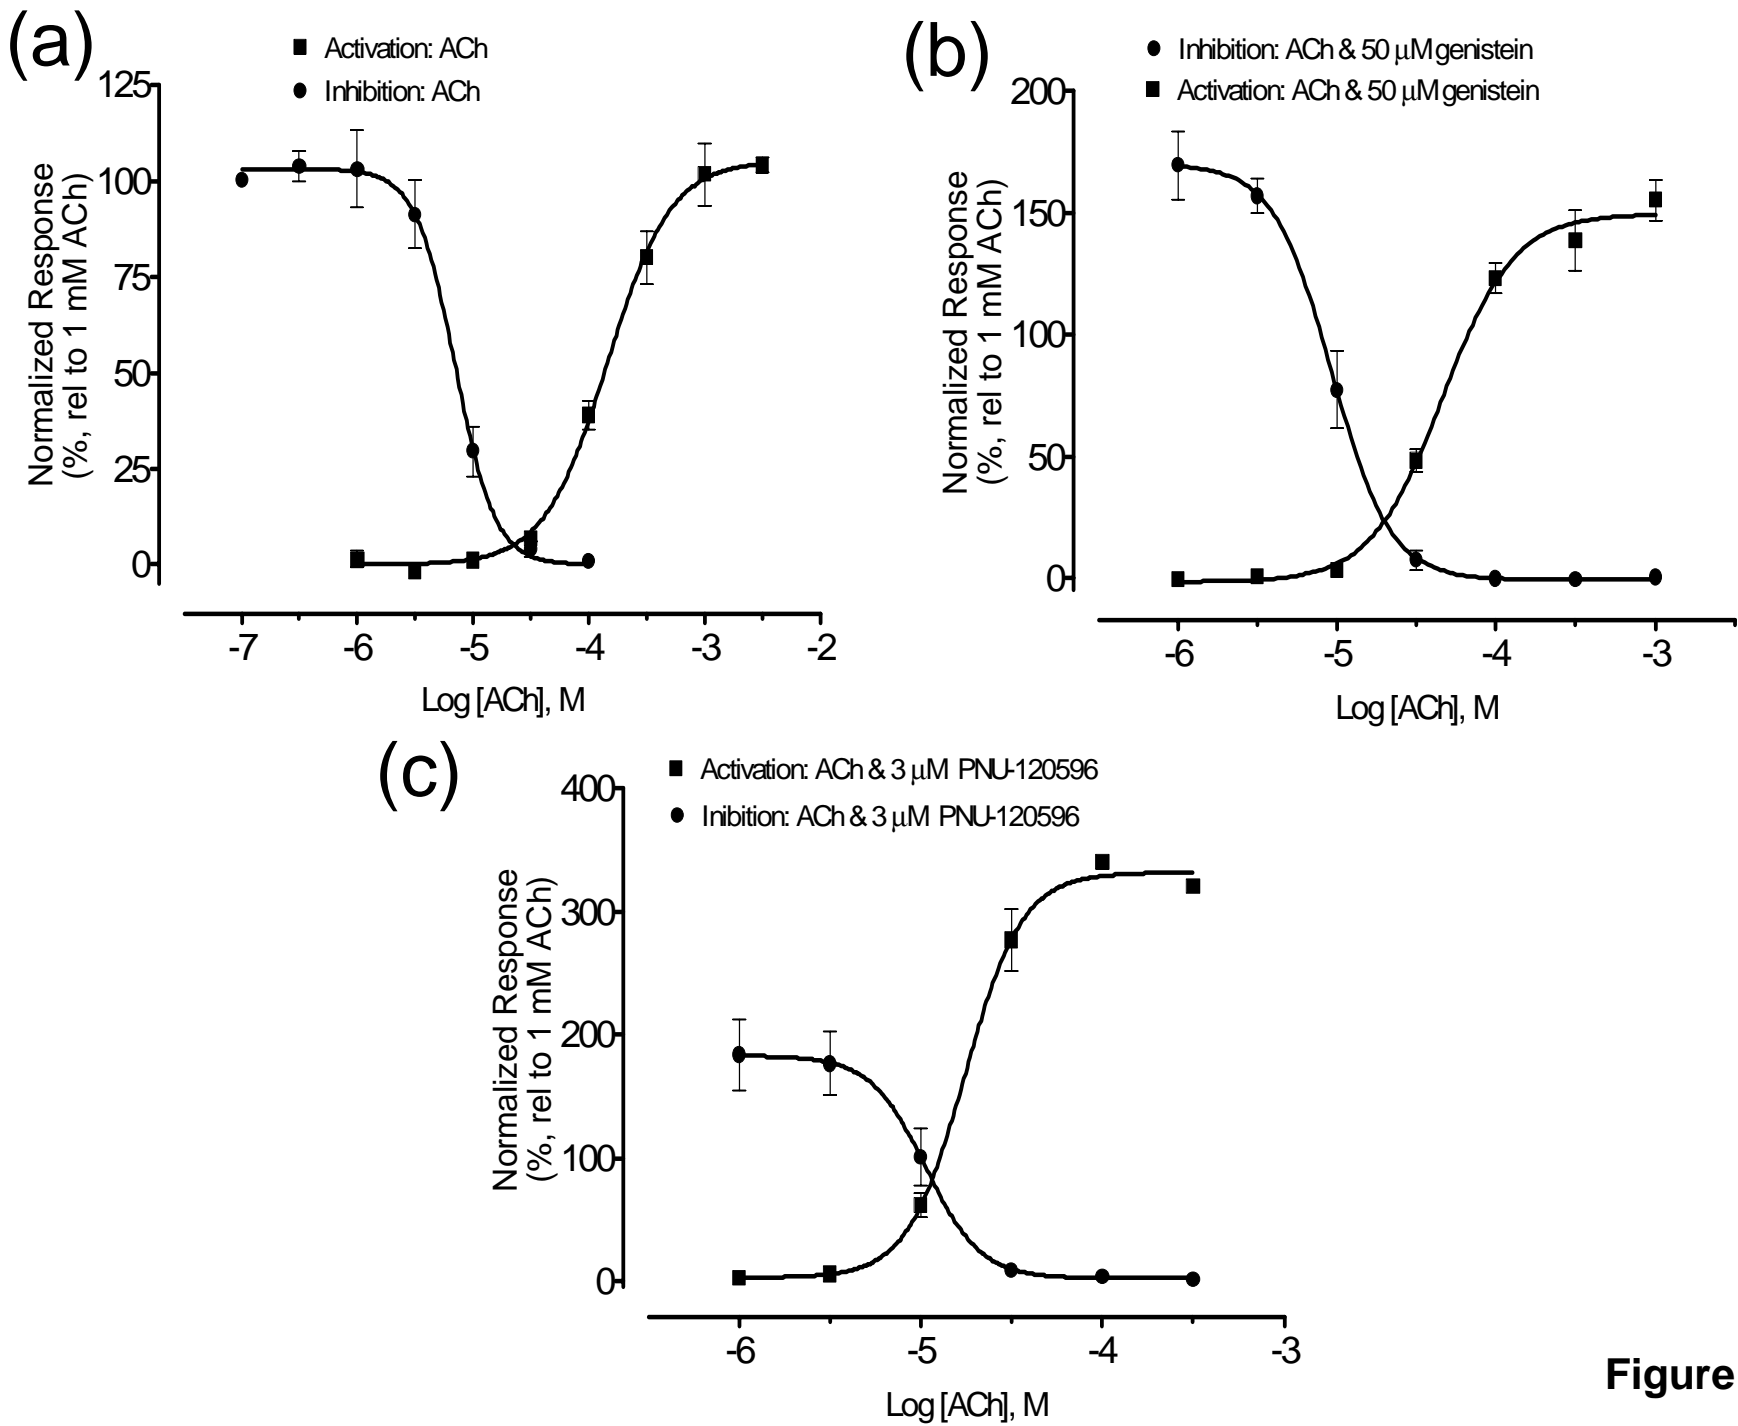 (a)
Activation: ACh
Inhibition: ACh
125
100
75
50
25
0
Normalized Response
(%, rel to 1 mM ACh)
-7
-6
-5
-4
-3
-2
Log [ACh], M
(b)
Inhibition: ACh & 50 μM genistein
Activation: ACh & 50 μM genistein
200
150
100
50
0
Normalized Response
(%, rel to 1 mM ACh)
-6
-5
-4
-3
Log [ACh], M
(c)
Activation: ACh & 3 μM PNU-120596
Inibition: ACh & 3 μM PNU-120596
400
300
200
100
0
Normalized Response
(%, rel to 1 mM ACh)
-6
-5
-4
-3
Log [ACh], M
Figure